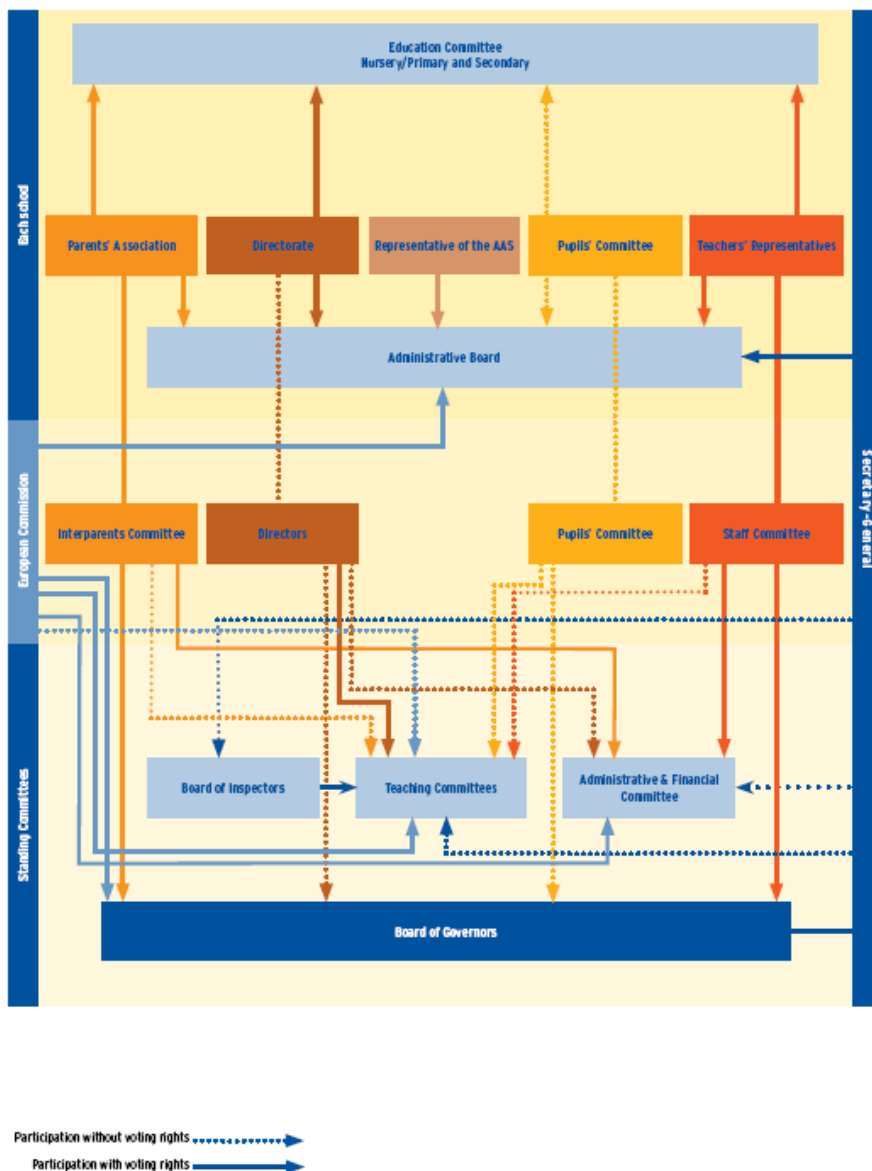 Education Committee
Nursery/Primary and Secondary
Each school
Parents' Association
Directorate
Representative of the AAS
Pupils' Committee
Teachers' Representatives
Administrative Board
European Commission
Secretary-General
Interparents Committee
Directors
Pupils' Committee
Staff Committee
Standing Committees
Board of Inspectors
Teaching Committees
Administrative & Financial
Committee
Board of Governors
Participation without voting rights
Participation with voting rights